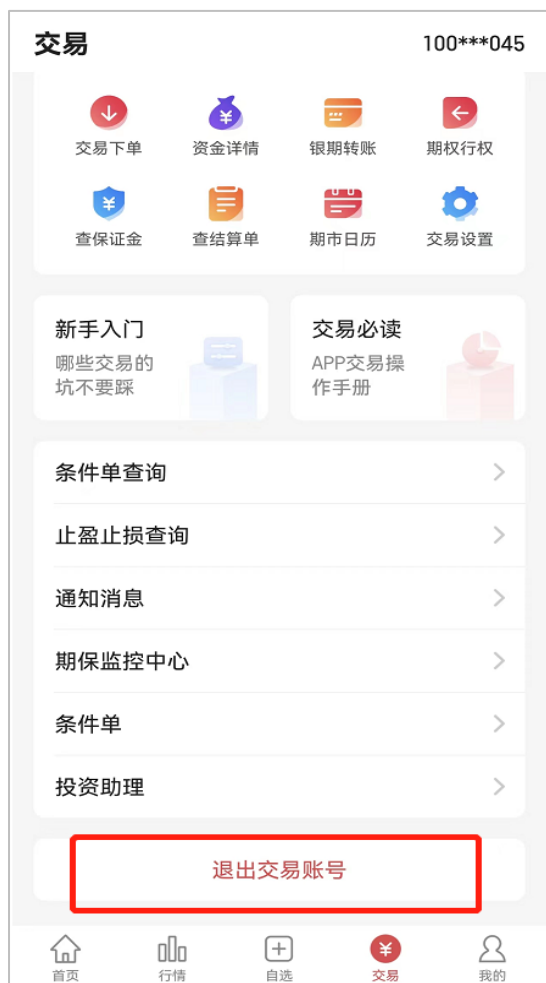 交易 100***045
交易下单 资金详情 银期转账 期权行权
查保证金 查结算单 期市日历 交易设置
新手入门
哪些交易的
坑不要踩
交易必读
APP交易操
作手册
条件单查询
止盈止损查询
通知消息
期保监控中心
条件单
投资助理
退出交易账号
首页 行情 自选 交易 我的